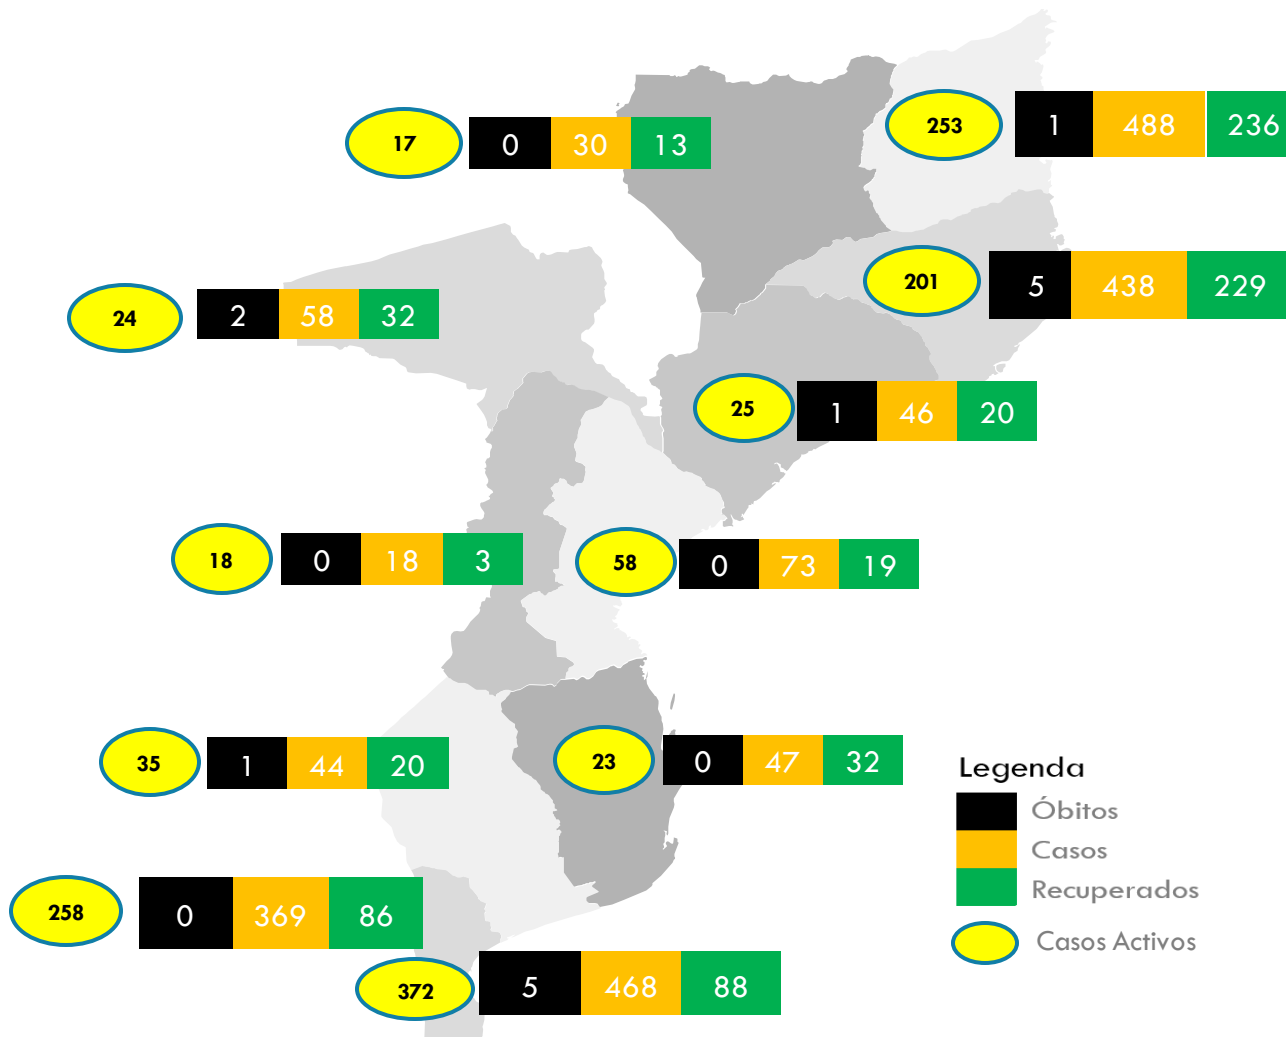 17 0 30 13
253 1 488 236
201 5 438 229
24 2 58 32
25 1 46 20
18 0 18 3
58 0 73 19
35 1 44 20
23 0 47 32
258 0 369 86
372 5 468 88
Legenda
Óbitos
Casos
Recuperados
Casos Activos